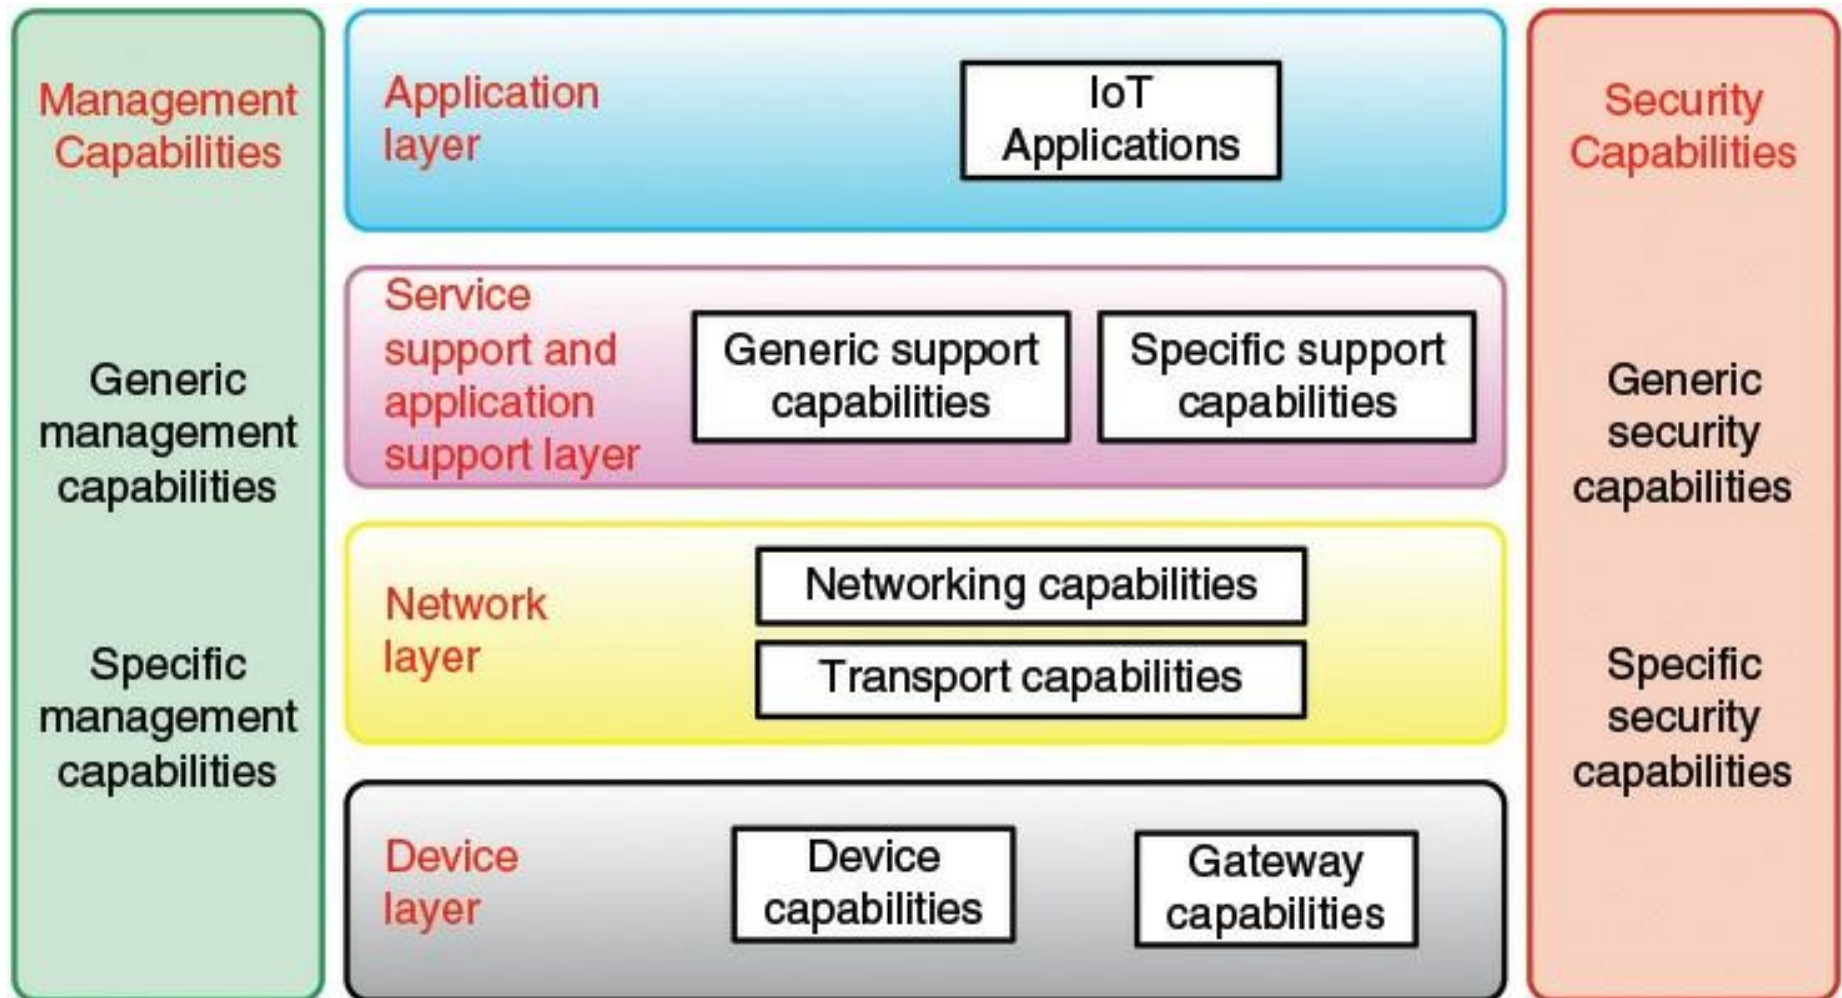 Management
Capabilities
Generic
management
capabilities
Specific
management
capabilities
Application
layer
IoT
Applications
Service
support and
application
support layer
Generic support
capabilities
Specific support
capabilities
Network
layer
Networking capabilities
Transport capabilities
Device
layer
Device
capabilities
Gateway
capabilities
Security
Capabilities
Generic
security
capabilities
Specific
security
capabilities